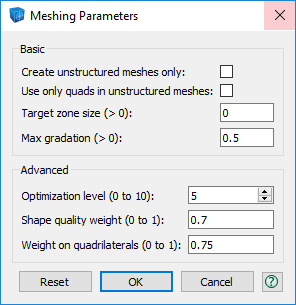 Meshing Parameters
Basic
Create unstructured meshes only:
Use only quads in unstructured meshes:
Target zone size (> 0): 0
Max gradation (> 0): 0.5
Advanced
Optimization level (0 to 10): 5
Shape quality weight (0 to 1): 0.7
Weight on quadrilaterals (0 to 1): 0.75
Reset OK Cancel ?